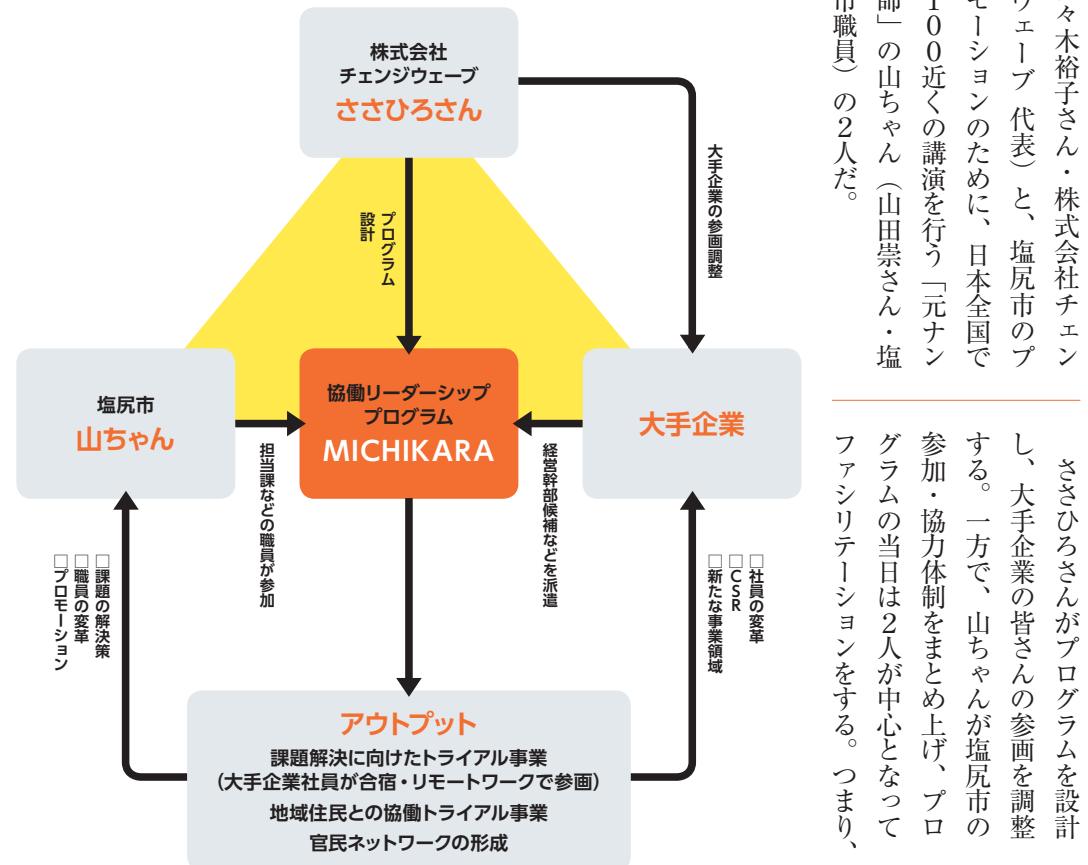 株式会社
チェンジウェーブ
ささひろさん
大手企業の参画調整
プログラム
設計
塩尻市
山ちゃん
協働リーダーシップ
プログラム
MICHIKARA
大手企業
担当課などの職員が参加
経営幹部候補などを派遣
□課題の解決策
□職員の変革
□プロモーション
□社員の変革
□CSR
□新たな事業領域
アウトプット
課題解決に向けたトライアル事業
(大手企業社員が合宿・リモートワークで参画)
地域住民との協働トライアル事業
官民ネットワークの形成
々木裕子さん・株式会社チェン
ウェーブ 代表）と、塩尻市のプ
モーションのために、日本全国で
100近くの講演を行う「元ナン
師」の山ちゃん（山田崇さん・塩
市職員）の2人だ。
ささひろさんがプログラムを設計
し、大手企業の皆さんの参画を調整
する。一方で、山ちゃんが塩尻市の
参加・協力体制をまとめ上げ、プロ
グラムの当日は2人が中心となって
ファシリテーションをする。つまり、